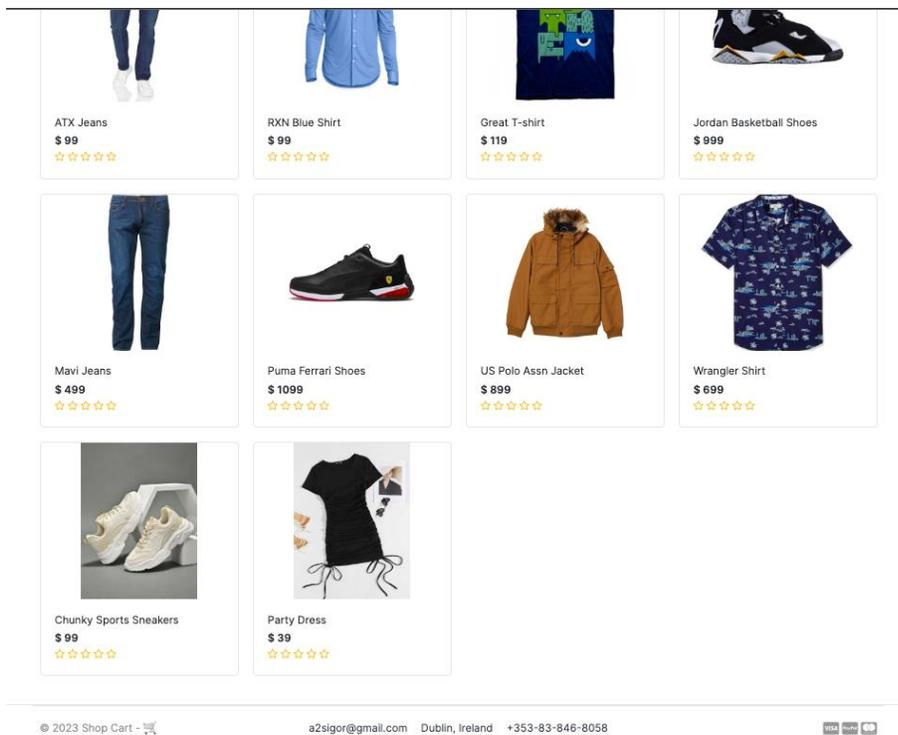 ATX Jeans
$ 99
RXN Blue Shirt
$ 99
Great T-shirt
$ 119
Jordan Basketball Shoes
$ 999
Mavi Jeans
$ 499
Puma Ferrari Shoes
$ 1099
US Polo Assn Jacket
$ 899
Wrangler Shirt
$ 699
Chunky Sports Sneakers
$ 99
Party Dress
$ 39
© 2023 Shop Cart -
a2sigor@gmail.com Dublin, Ireland +353-83-846-8058
VISA PayPal